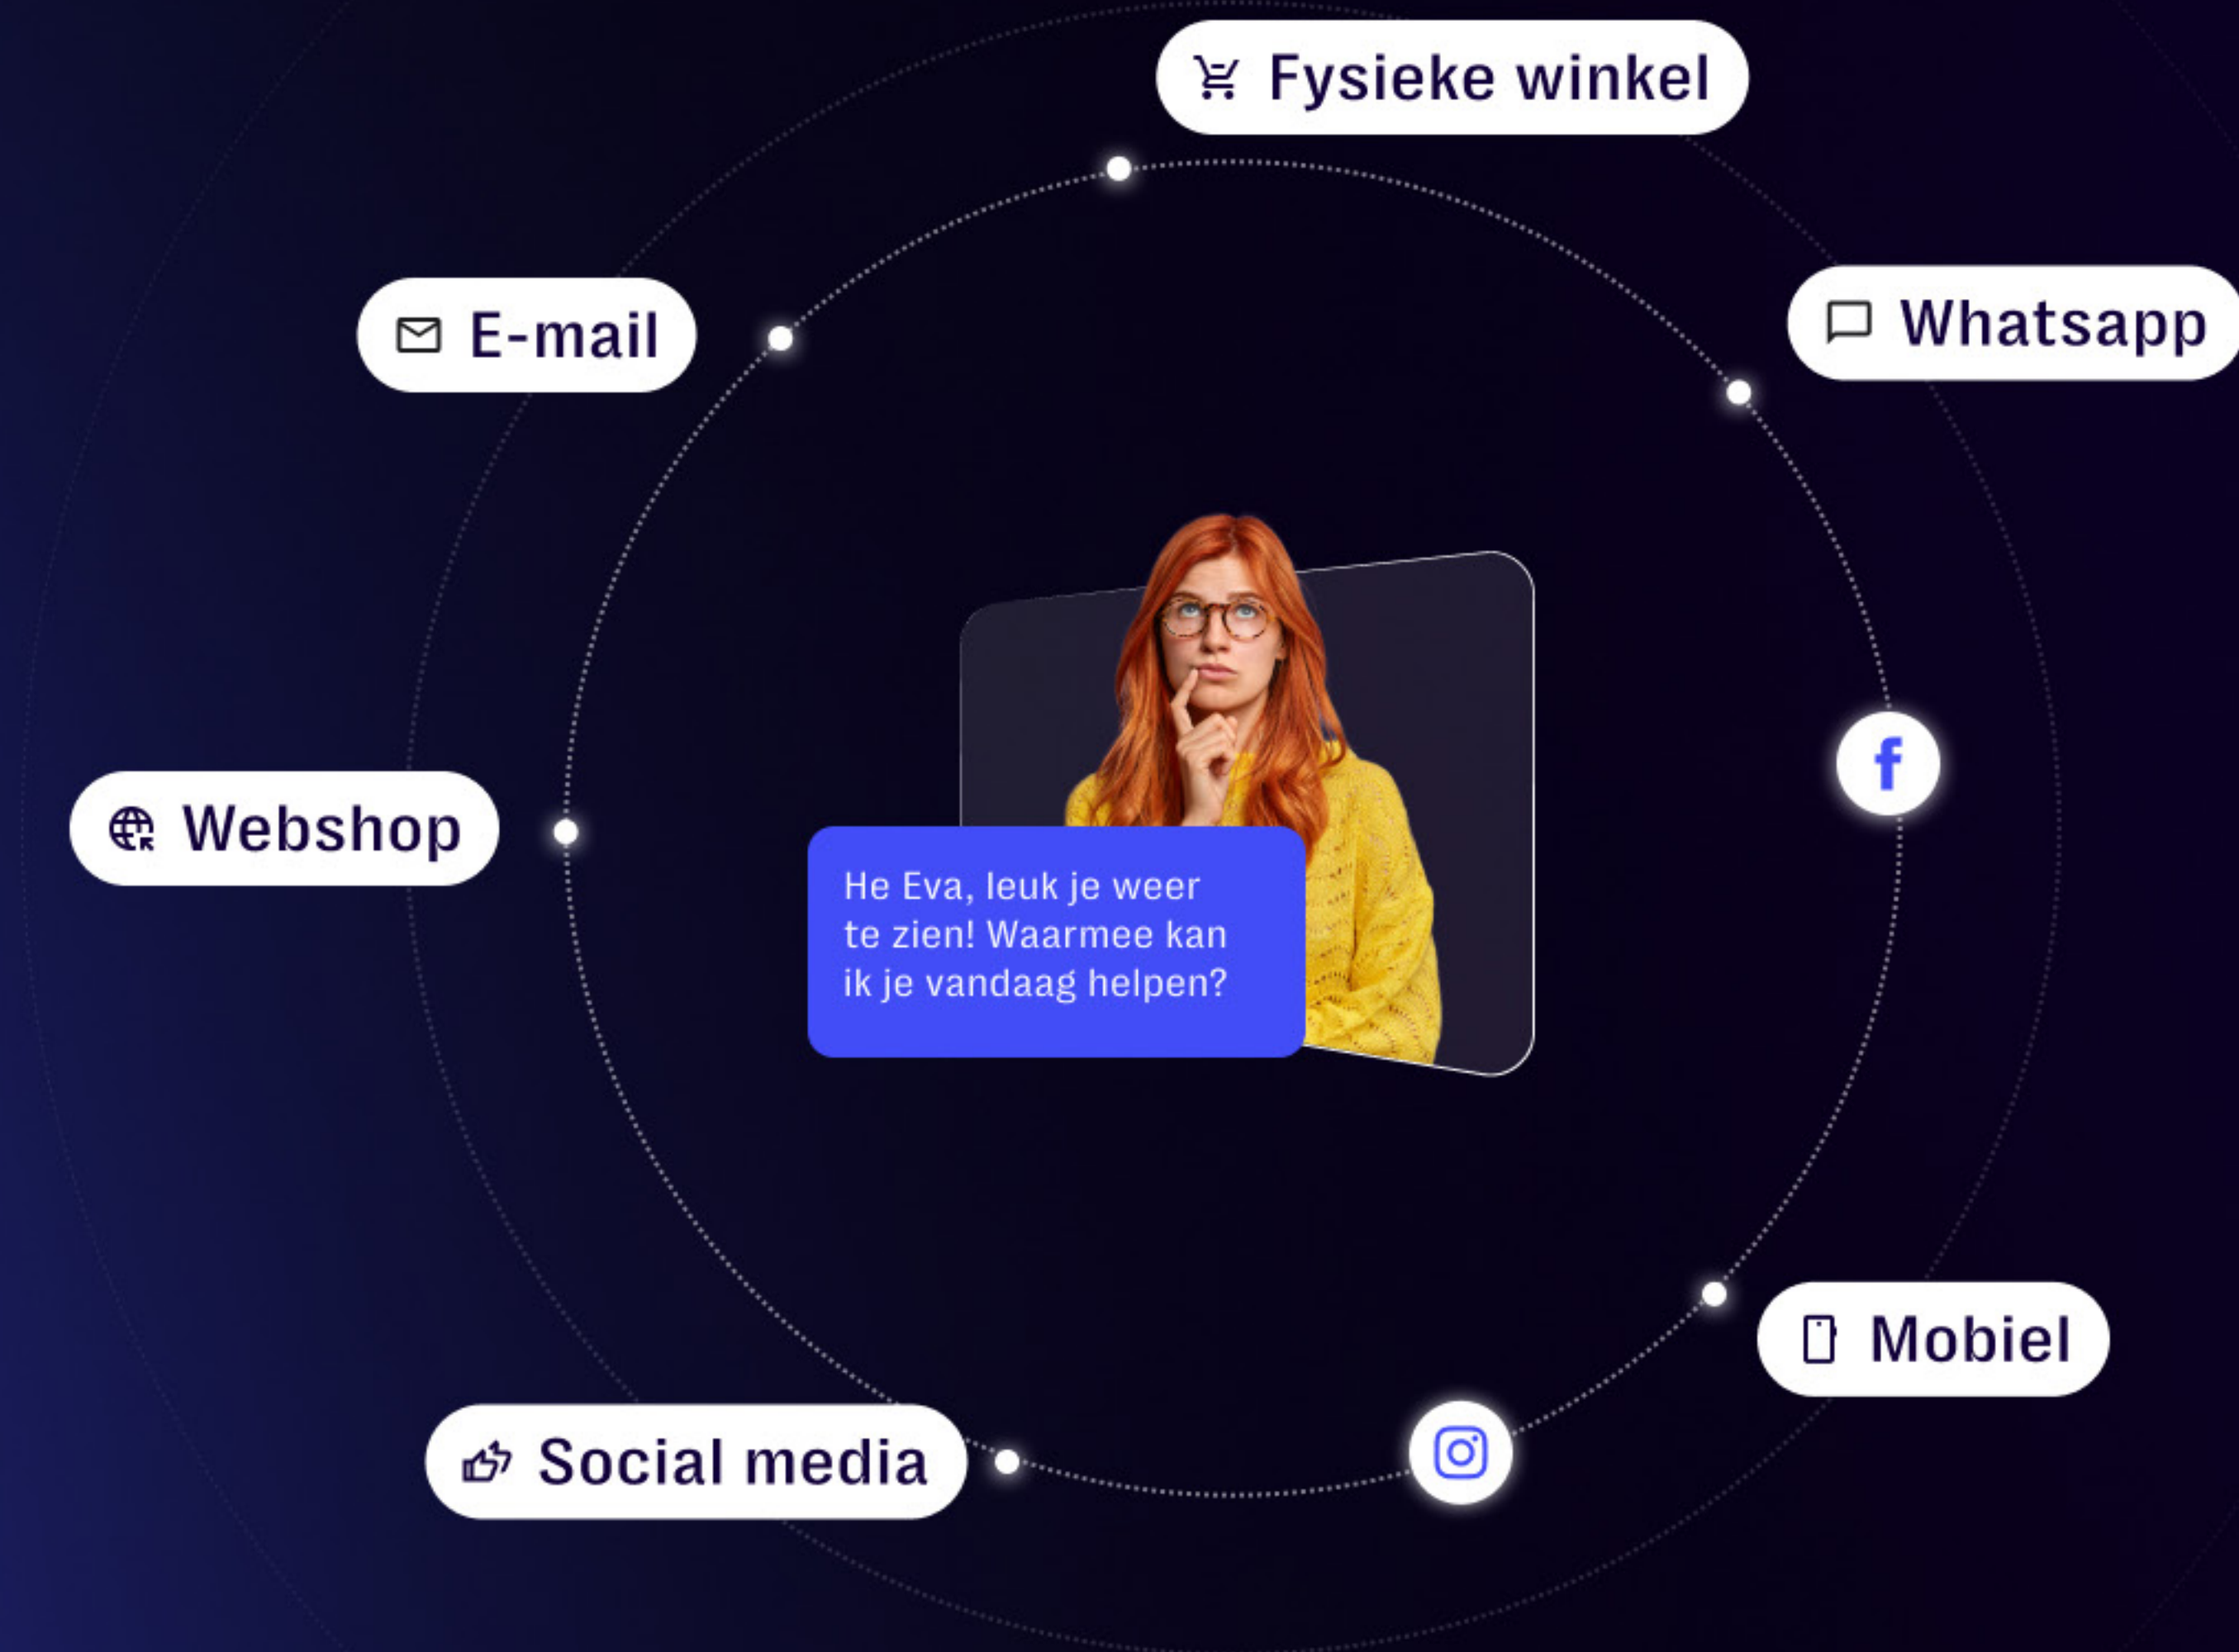 Fysieke winkel
E-mail
Whatsapp
Webshop
He Eva, leuk je weer
te zien! Waarmee kan
ik je vandaag helpen?
Mobiel
Social media